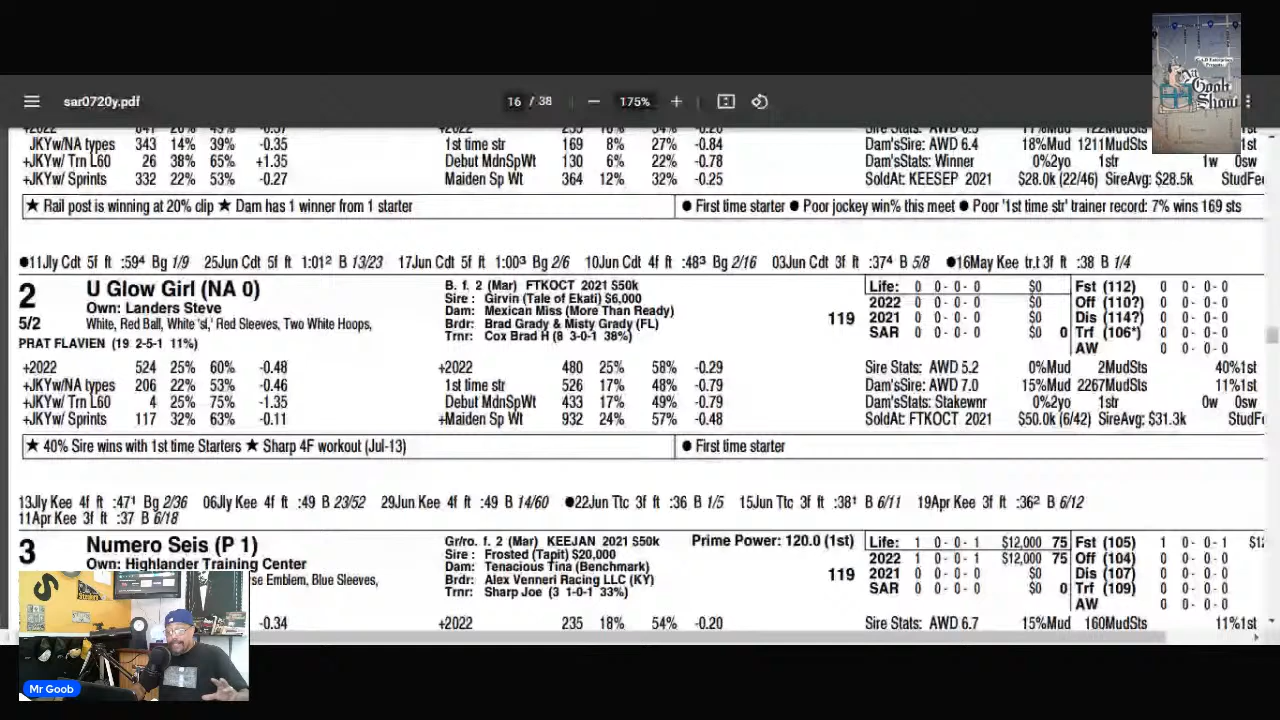 sar0720y.pdf
16 / 38
175%
Goob Show
+2022
JKYw/NA types 343 14% 39% -0.35 1st time str 169 8% 27% -0.84 Sire Stats: AWD 6.5 11%Mud 122MudSts
+JKYw/ Trn L60 26 38% 65% +1.35 Debut MdnSpWt 130 6% 22% -0.78 Dam'sSire: AWD 6.4 18%Mud 1211MudSts
+JKYw/ Sprints 332 22% 53% -0.27 Maiden Sp Wt 364 12% 32% -0.25 Dam'sStats: Winner 0%2yo 1str 1w 0sw
SoldAt: KEESEP 2021 $28.0k (22/46) SireAvg: $28.5k StudFe
★ Rail post is winning at 20% clip ★ Dam has 1 winner from 1 starter ● First time starter ● Poor jockey win% this meet ● Poor '1st time str' trainer record: 7% wins 169 sts
●11Jly Cdt 5f ft :59⁴ Bg 1/9 25Jun Cdt 5f ft 1:01² B 13/23 17Jun Cdt 5f ft 1:00³ Bg 2/6 10Jun Cdt 4f ft :48³ Bg 2/16 03Jun Cdt 3f ft :37⁴ B 5/8 ●16May Kee tr.t 3f ft :38 B 1/4
2 U Glow Girl (NA 0)
Own: Landers Steve
5/2 White, Red Ball, White 'sl,' Red Sleeves, Two White Hoops,
PRAT FLAVIEN (19 2-5-1 11%)
B. f. 2 (Mar) FTKOCT 2021 $50k
Sire : Girvin (Tale of Ekati) $6,000
Dam: Mexican Miss (More Than Ready)
Brdr: Brad Grady & Misty Grady (FL)
Trnr: Cox Brad H (8 3-0-1 38%)
119
Life: 0 0 - 0 - 0 $0 Fst (112) 0 0 - 0 - 0
2022 0 0 - 0 - 0 $0 Off (110?) 0 0 - 0 - 0
2021 0 0 - 0 - 0 $0 Dis (114?) 0 0 - 0 - 0
SAR 0 0 - 0 - 0 $0 0 Trf (106*) 0 0 - 0 - 0
AW 0 0 - 0 - 0
+2022 524 25% 60% -0.48 +2022 480 25% 58% -0.29 Sire Stats: AWD 5.2 0%Mud 2MudSts 40%1st
+JKYw/NA types 206 22% 53% -0.46 1st time str 526 17% 48% -0.79 Dam'sSire: AWD 7.0 15%Mud 2267MudSts 11%1st
+JKYw/ Trn L60 4 25% 75% -1.35 Debut MdnSpWt 433 17% 49% -0.79 Dam'sStats: Stakewnr 0%2yo 1str 0w 0sw
+JKYw/ Sprints 117 32% 63% -0.11 +Maiden Sp Wt 932 24% 57% -0.48 SoldAt: FTKOCT 2021 $50.0k (6/42) SireAvg: $31.3k StudFe
★ 40% Sire wins with 1st time Starters ★ Sharp 4F workout (Jul-13) ● First time starter
13Jly Kee 4f ft :47¹ Bg 2/36 06Jly Kee 4f ft :49 B 23/52 29Jun Kee 4f ft :49 B 14/60 ●22Jun Ttc 3f ft :36 B 1/5 15Jun Ttc 3f ft :38¹ B 6/11 19Apr Kee 3f ft :36² B 6/12
11Apr Kee 3f ft :37 B 6/18
3 Numero Seis (P 1)
Own: Highlander Training Center
se Emblem, Blue Sleeves,
Gr/ro. f. 2 (Mar) KEEJAN 2021 $50k
Sire : Frosted (Tapit) $20,000
Dam: Tenacious Tina (Benchmark)
Brdr: Alex Venneri Racing LLC (KY)
Trnr: Sharp Joe (3 1-0-1 33%)
Prime Power: 120.0 (1st)
119
Life: 1 0 - 0 - 1 $12,000 75 Fst (105) 1 0 - 0 - 1 $12
2022 1 0 - 0 - 1 $12,000 75 Off (104) 0 0 - 0 - 0
2021 0 0 - 0 - 0 $0 Dis (107) 0 0 - 0 - 0
SAR 0 0 - 0 - 0 $0 0 Trf (109) 0 0 - 0 - 0
AW 0 0 - 0 - 0
-0.34 +2022 235 18% 54% -0.20 Sire Stats: AWD 6.7 15%Mud 160MudSts 11%1st
Mr Goob